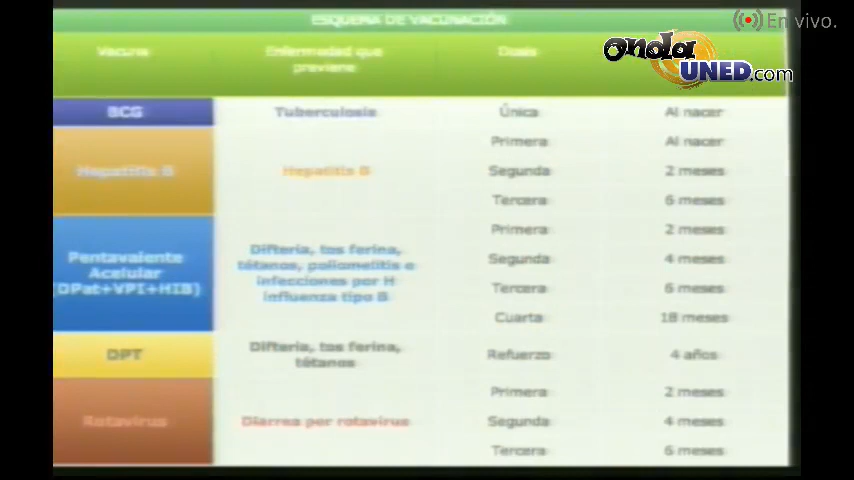 ESQUEMA DE VACUNACIÓN
En vivo.
Vacuna
Enfermedad que
previene
Dosis
onda
UNED.com
BCG
Tuberculosis
Única
Al nacer
Hepatitis B
Hepatitis B
Primera
Al nacer
Segunda
2 meses
Tercera
6 meses
Pentavalente
Acelular
(DPat+VPI+HIB)
Difteria, tos ferina,
tétanos, poliomelitis e
infecciones por H
influenza tipo B
Primera
2 meses
Segunda
4 meses
Tercera
6 meses
Cuarta
18 meses
DPT
Difteria, tos ferina,
tétanos
Refuerzo
4 años
Rotavirus
Diarrea por rotavirus
Primera
2 meses
Segunda
4 meses
Tercera
6 meses